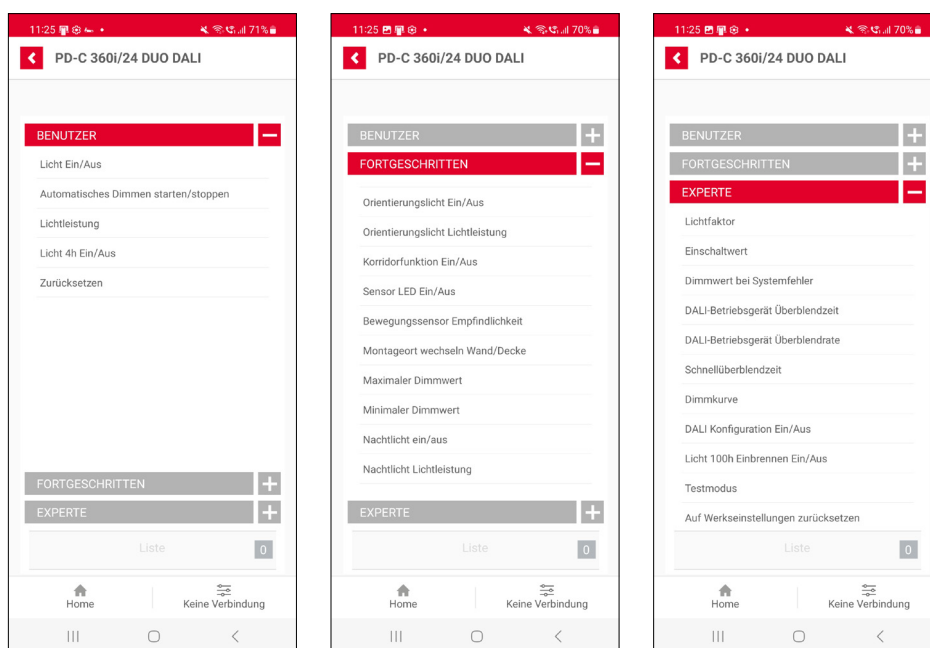 11:25 71%
PD-C 360i/24 DUO DALI
BENUTZER
Licht Ein/Aus
Automatisches Dimmen starten/stoppen
Lichtleistung
Licht 4h Ein/Aus
Zurücksetzen
FORTGESCHRITTEN
EXPERTE
Liste 0
Home Keine Verbindung
11:25 70%
PD-C 360i/24 DUO DALI
BENUTZER
FORTGESCHRITTEN
Orientierungslicht Ein/Aus
Orientierungslicht Lichtleistung
Korridorfunktion Ein/Aus
Sensor LED Ein/Aus
Bewegungssensor Empfindlichkeit
Montageort wechseln Wand/Decke
Maximaler Dimmwert
Minimaler Dimmwert
Nachtlicht ein/aus
Nachtlicht Lichtleistung
EXPERTE
Liste 0
Home Keine Verbindung
11:25 70%
PD-C 360i/24 DUO DALI
BENUTZER
FORTGESCHRITTEN
EXPERTE
Lichtfaktor
Einschaltwert
Dimmwert bei Systemfehler
DALI-Betriebsgerät Überblendzeit
DALI-Betriebsgerät Überblendrate
Schnellüberblendzeit
Dimmkurve
DALI Konfiguration Ein/Aus
Licht 100h Einbrennen Ein/Aus
Testmodus
Auf Werkseinstellungen zurücksetzen
Liste 0
Home Keine Verbindung